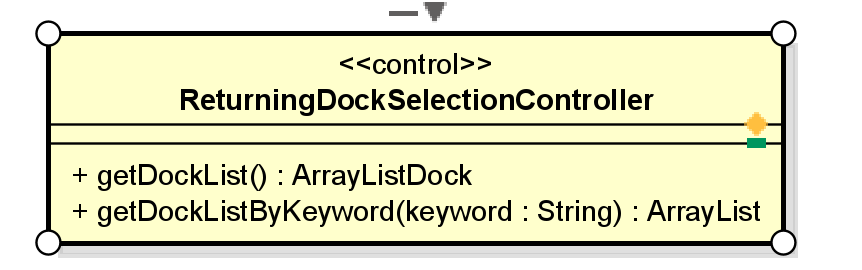 <<control>>
ReturningDockSelectionController
+ getDockList() : ArrayListDock
+ getDockListByKeyword(keyword : String) : ArrayList